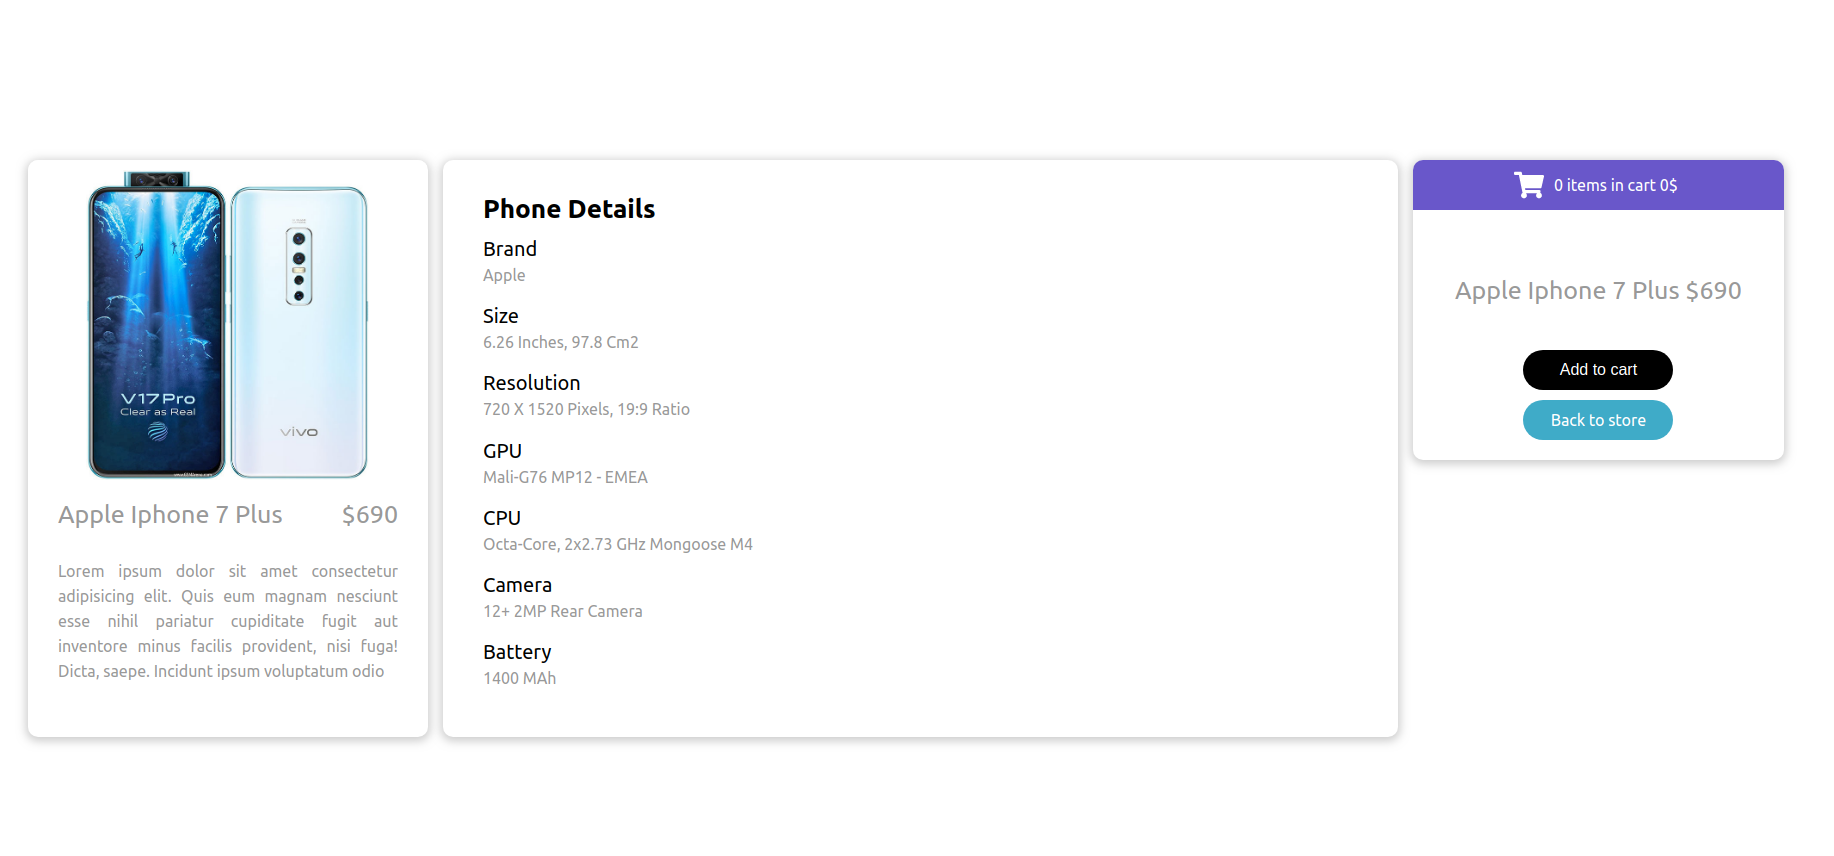 V17Pro
Clear as Real
vivo
Apple Iphone 7 Plus $690
Lorem ipsum dolor sit amet consectetur
adipisicing elit. Quis eum magnam nesciunt
esse nihil pariatur cupiditate fugit aut
inventore minus facilis provident, nisi fuga!
Dicta, saepe. Incidunt ipsum voluptatum odio
Phone Details
Brand
Apple
Size
6.26 Inches, 97.8 Cm2
Resolution
720 X 1520 Pixels, 19:9 Ratio
GPU
Mali-G76 MP12 - EMEA
CPU
Octa-Core, 2x2.73 GHz Mongoose M4
Camera
12+ 2MP Rear Camera
Battery
1400 MAh
0 items in cart 0$
Apple Iphone 7 Plus $690
Add to cart
Back to store